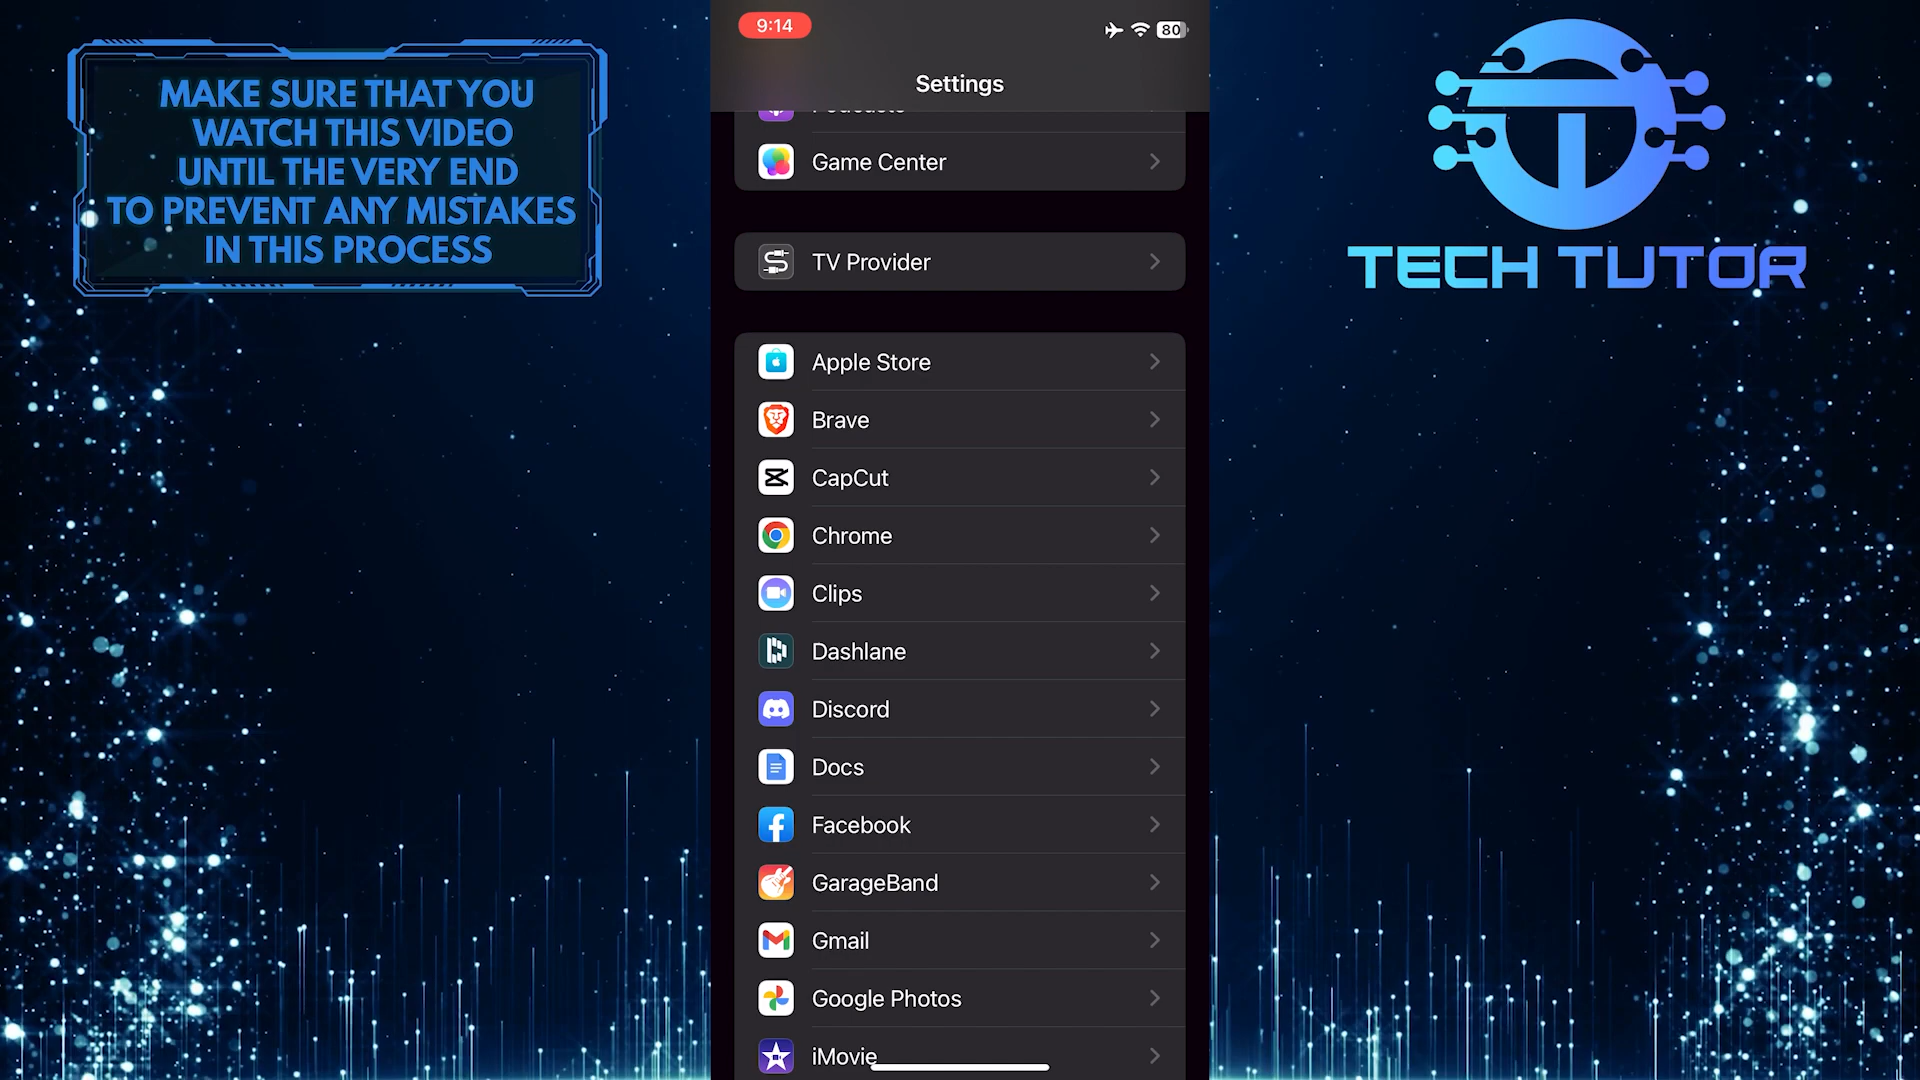 MAKE SURE THAT YOU
WATCH THIS VIDEO
UNTIL THE VERY END
TO PREVENT ANY MISTAKES
IN THIS PROCESS
9:14
80
Settings
Podcasts
Game Center
TV Provider
Apple Store
Brave
CapCut
Chrome
Clips
Dashlane
Discord
Docs
Facebook
GarageBand
Gmail
Google Photos
iMovie
TECH TUTOR